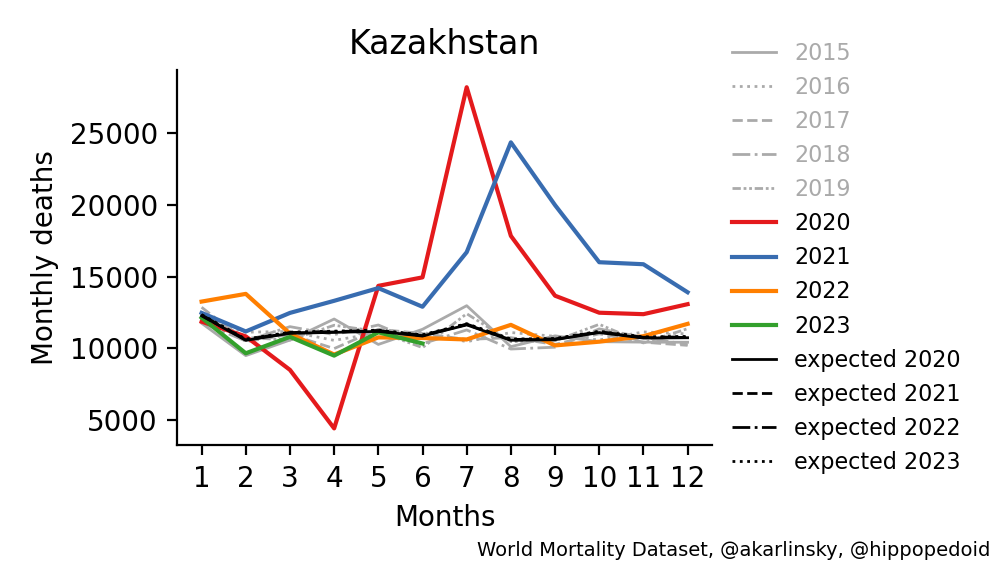 Kazakhstan
Monthly deaths
25000
20000
15000
10000
5000
1 2 3 4 5 6 7 8 9 10 11 12
Months
2015
2016
2017
2018
2019
2020
2021
2022
2023
expected 2020
expected 2021
expected 2022
expected 2023
World Mortality Dataset, @akarlinsky, @hippopedoid